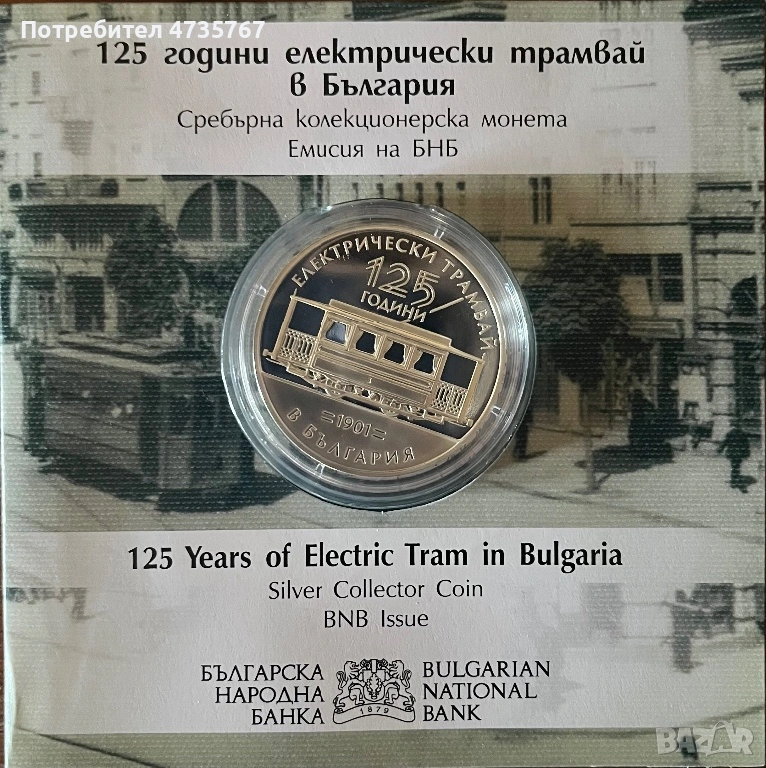 Потребител 4735767
125 години електрически трамвай
в България
Сребърна колекционерска монета
Емисия на БНБ
ЕЛЕКТРИЧЕСКИ ТРАМВАЙ
125
ГОДИНИ
=1901=
В БЪЛГАРИЯ
125 Years of Electric Tram in Bulgaria
Silver Collector Coin
BNB Issue
БЪЛГАРСКА
НАРОДНА
БАНКА
1879
BULGARIAN
NATIONAL
BANK
BAZAR